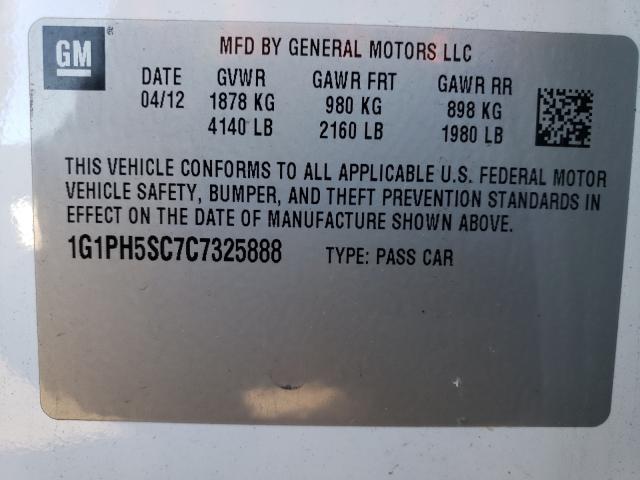 GM
MFD BY GENERAL MOTORS LLC
DATE GVWR GAWR FRT GAWR RR
04/12 1878 KG 980 KG 898 KG
4140 LB 2160 LB 1980 LB
THIS VEHICLE CONFORMS TO ALL APPLICABLE U.S. FEDERAL MOTOR
VEHICLE SAFETY, BUMPER, AND THEFT PREVENTION STANDARDS IN
EFFECT ON THE DATE OF MANUFACTURE SHOWN ABOVE.
1G1PH5SC7C7325888 TYPE: PASS CAR